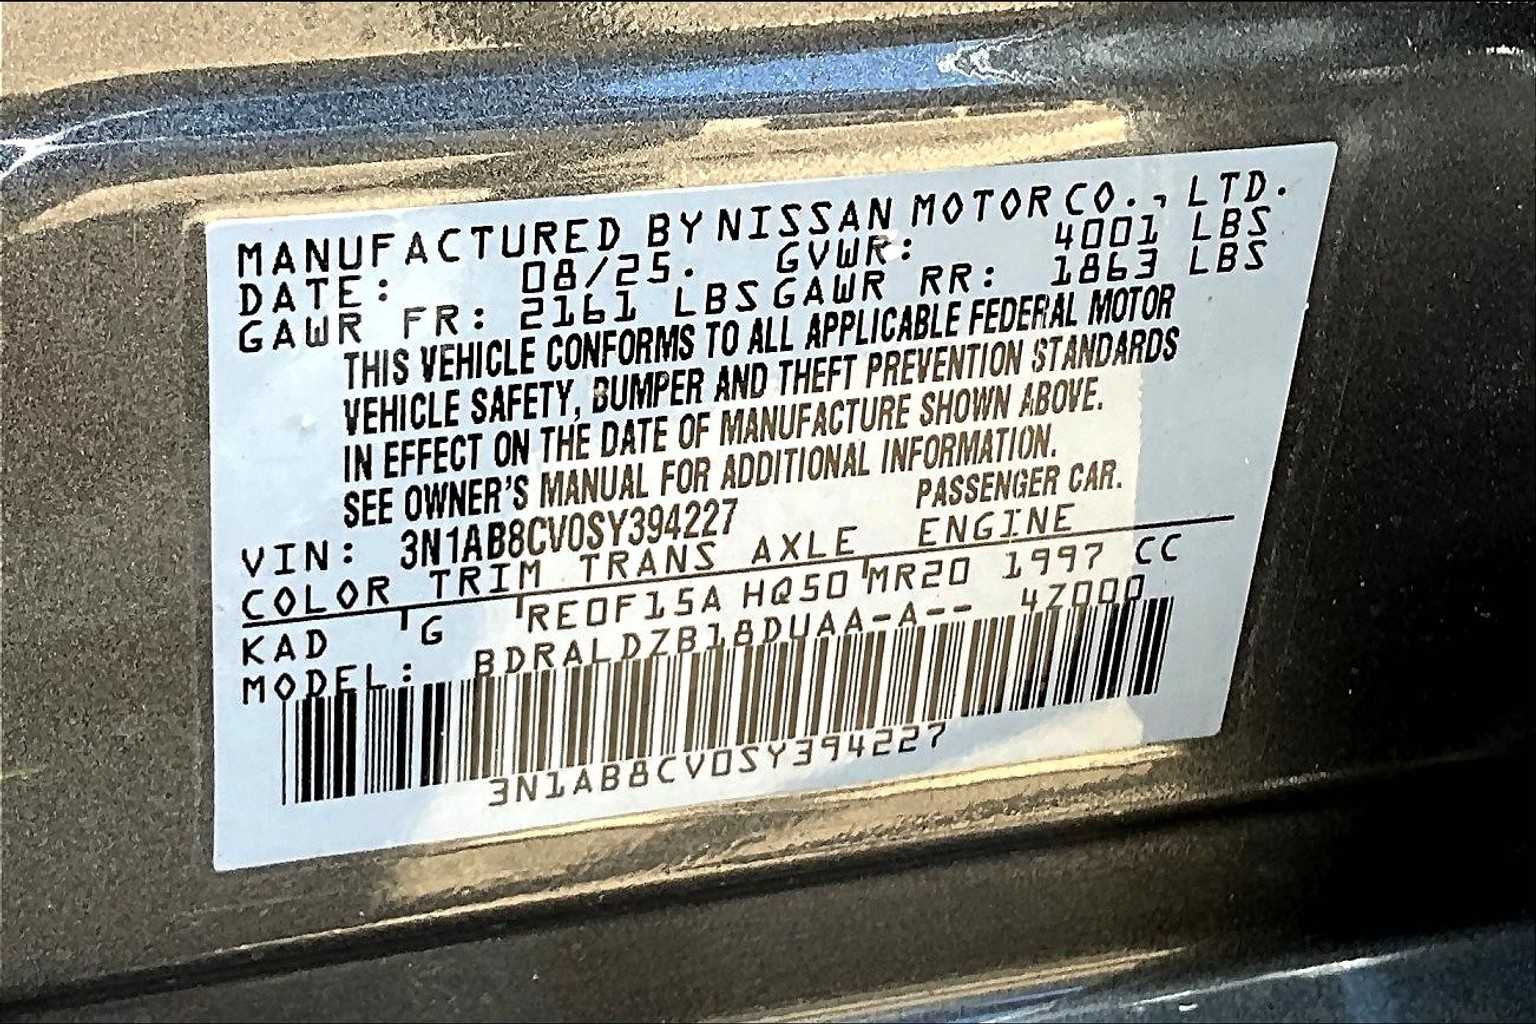 MANUFACTURED BY NISSAN MOTOR CO., LTD.
DATE: 08/25. GVWR: 4001 LBS
GAWR FR: 2161 LBS GAWR RR: 1863 LBS
THIS VEHICLE CONFORMS TO ALL APPLICABLE FEDERAL MOTOR
VEHICLE SAFETY, BUMPER AND THEFT PREVENTION STANDARDS
IN EFFECT ON THE DATE OF MANUFACTURE SHOWN ABOVE.
SEE OWNER'S MANUAL FOR ADDITIONAL INFORMATION.
VIN: 3N1AB8CV0SY394227 PASSENGER CAR.
COLOR TRIM TRANS AXLE ENGINE
KAD G RE0F15A HQ50 MR20 1997 CC
MODEL: BDRALDZB18DUAA-A-- 4Z000
3N1AB8CV0SY394227